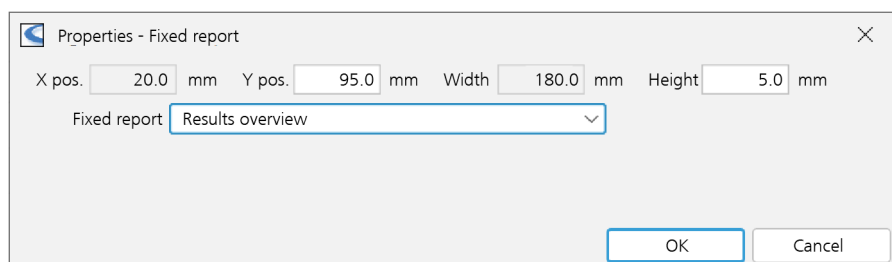 Properties - Fixed report
X pos. 20.0 mm Y pos. 95.0 mm Width 180.0 mm Height 5.0 mm
Fixed report Results overview
OK Cancel